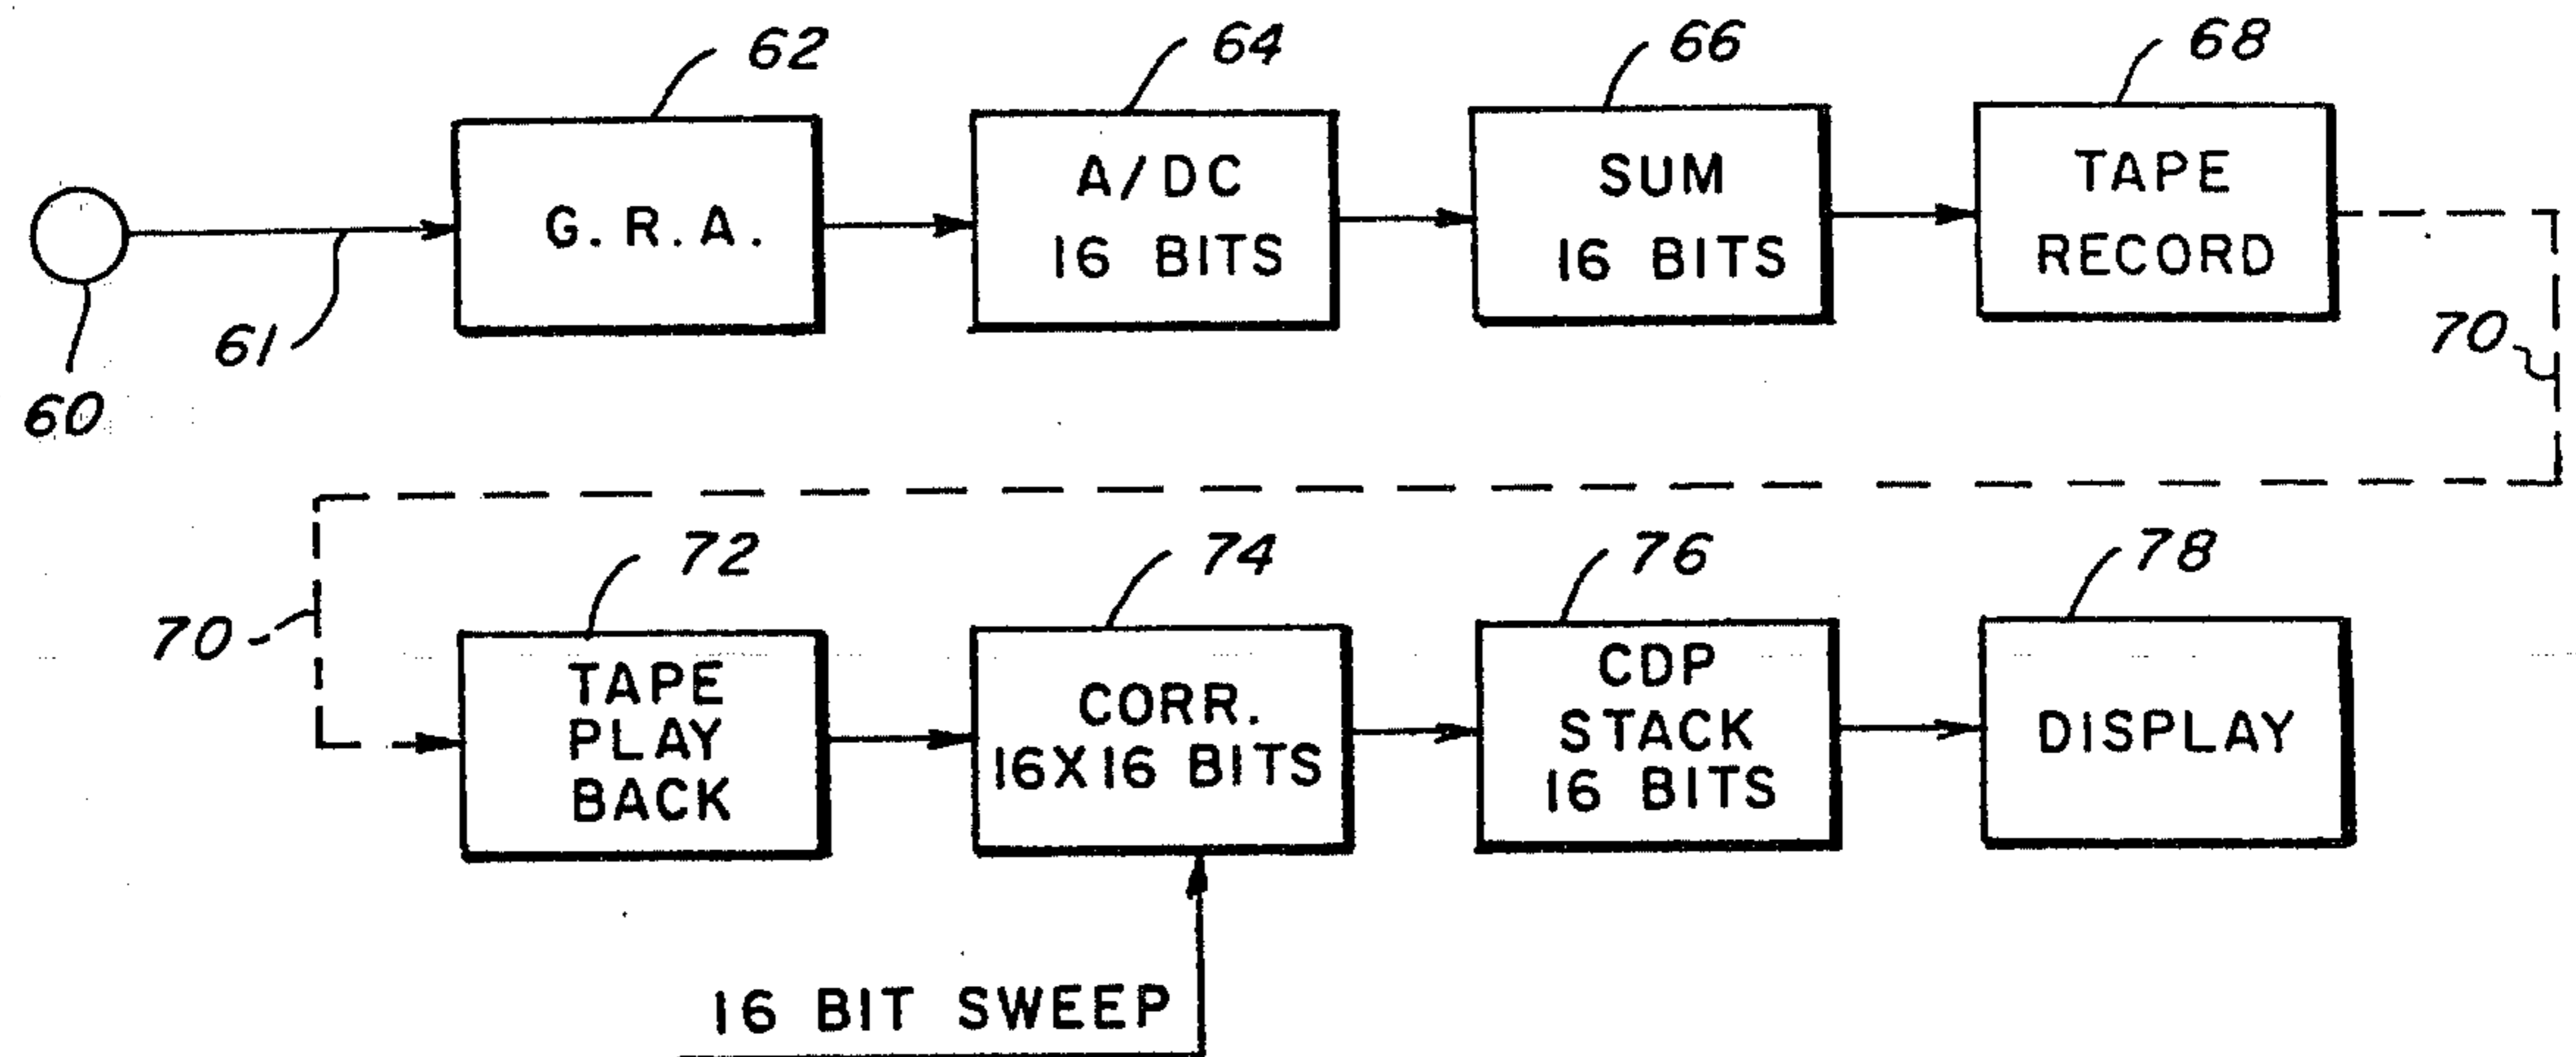 62
64
66
68
G. R. A.
A/DC
16 BITS
SUM
16 BITS
TAPE
RECORD
61
60
70
72
74
76
78
70
TAPE
PLAY
BACK
CORR.
16X16 BITS
CDP
STACK
16 BITS
DISPLAY
16 BIT SWEEP